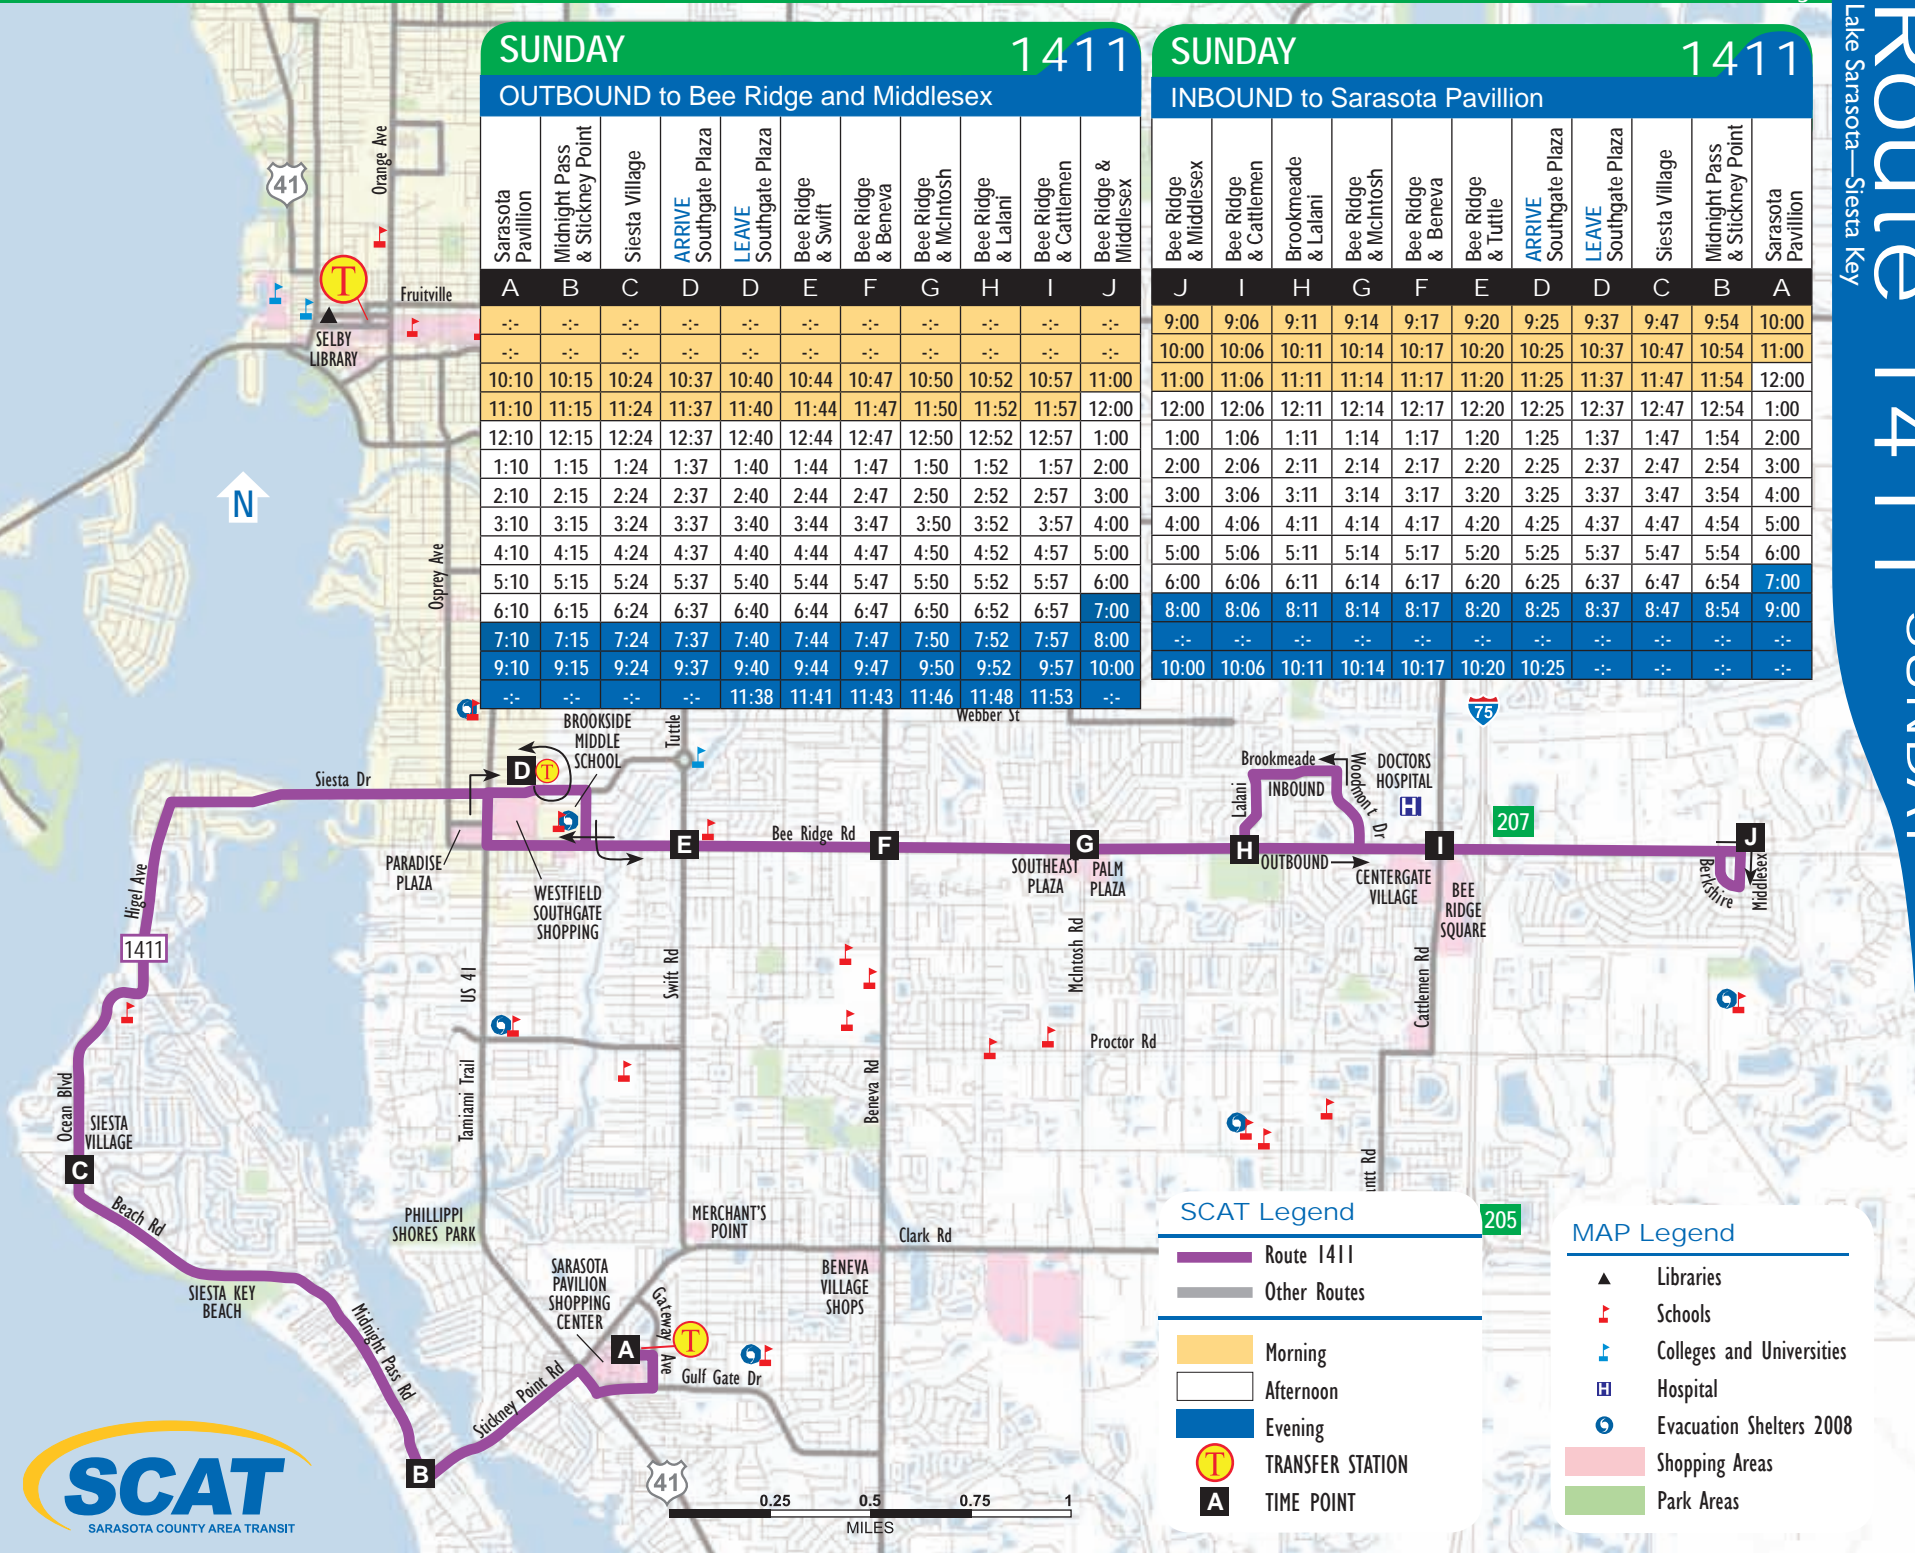 SUNDAY 1411
OUTBOUND to Bee Ridge and Middlesex
Sarasota Pavillion
Midnight Pass & Stickney Point
Siesta Village
ARRIVE Southgate Plaza
LEAVE Southgate Plaza
Bee Ridge & Swift
Bee Ridge & Beneva
Bee Ridge & McIntosh
Bee Ridge & Lalani
Bee Ridge & Cattlemen
Bee Ridge & Middlesex
A B C D D E F G H I J
-:- -:- -:- -:- -:- -:- -:- -:- -:- -:- -:-
-:- -:- -:- -:- -:- -:- -:- -:- -:- -:- -:-
10:10 10:15 10:24 10:37 10:40 10:44 10:47 10:50 10:52 10:57 11:00
11:10 11:15 11:24 11:37 11:40 11:44 11:47 11:50 11:52 11:57 12:00
12:10 12:15 12:24 12:37 12:40 12:44 12:47 12:50 12:52 12:57 1:00
1:10 1:15 1:24 1:37 1:40 1:44 1:47 1:50 1:52 1:57 2:00
2:10 2:15 2:24 2:37 2:40 2:44 2:47 2:50 2:52 2:57 3:00
3:10 3:15 3:24 3:37 3:40 3:44 3:47 3:50 3:52 3:57 4:00
4:10 4:15 4:24 4:37 4:40 4:44 4:47 4:50 4:52 4:57 5:00
5:10 5:15 5:24 5:37 5:40 5:44 5:47 5:50 5:52 5:57 6:00
6:10 6:15 6:24 6:37 6:40 6:44 6:47 6:50 6:52 6:57 7:00
7:10 7:15 7:24 7:37 7:40 7:44 7:47 7:50 7:52 7:57 8:00
9:10 9:15 9:24 9:37 9:40 9:44 9:47 9:50 9:52 9:57 10:00
-:- -:- -:- -:- 11:38 11:41 11:43 11:46 11:48 11:53 -:-
SUNDAY 1411
INBOUND to Sarasota Pavillion
Bee Ridge & Middlesex
Bee Ridge & Cattlemen
Brookmeade & Lalani
Bee Ridge & McIntosh
Bee Ridge & Beneva
Bee Ridge & Tuttle
ARRIVE Southgate Plaza
LEAVE Southgate Plaza
Siesta Village
Midnight Pass & Stickney Point
Sarasota Pavillion
J I H G F E D D C B A
9:00 9:06 9:11 9:14 9:17 9:20 9:25 9:37 9:47 9:54 10:00
10:00 10:06 10:11 10:14 10:17 10:20 10:25 10:37 10:47 10:54 11:00
11:00 11:06 11:11 11:14 11:17 11:20 11:25 11:37 11:47 11:54 12:00
12:00 12:06 12:11 12:14 12:17 12:20 12:25 12:37 12:47 12:54 1:00
1:00 1:06 1:11 1:14 1:17 1:20 1:25 1:37 1:47 1:54 2:00
2:00 2:06 2:11 2:14 2:17 2:20 2:25 2:37 2:47 2:54 3:00
3:00 3:06 3:11 3:14 3:17 3:20 3:25 3:37 3:47 3:54 4:00
4:00 4:06 4:11 4:14 4:17 4:20 4:25 4:37 4:47 4:54 5:00
5:00 5:06 5:11 5:14 5:17 5:20 5:25 5:37 5:47 5:54 6:00
6:00 6:06 6:11 6:14 6:17 6:20 6:25 6:37 6:47 6:54 7:00
8:00 8:06 8:11 8:14 8:17 8:20 8:25 8:37 8:47 8:54 9:00
-:- -:- -:- -:- -:- -:- -:- -:- -:- -:- -:-
10:00 10:06 10:11 10:14 10:17 10:20 10:25 -:- -:- -:- -:-
Route 1411 SUNDAY
Lake Sarasota—Siesta Key
41
Orange Ave
T
Fruitville
SELBY
LIBRARY
N
Osprey Ave
BROOKSIDE
MIDDLE
SCHOOL
Tuttle
Webber St
75
D
T
Siesta Dr
Brookmeade
Woodmont Dr
DOCTORS
HOSPITAL
H
Lalani
INBOUND
207
Bee Ridge Rd
E
F
G
H
I
J
OUTBOUND
PARADISE
PLAZA
WESTFIELD
SOUTHGATE
SHOPPING
SOUTHEAST
PLAZA
PALM
PLAZA
CENTERGATE
VILLAGE
BEE
RIDGE
SQUARE
Berkshire
Middlesex
Higel Ave
1411
US 41
Swift Rd
McIntosh Rd
Cattlemen Rd
Proctor Rd
Ocean Blvd
Tamiami Trail
Beneva Rd
SIESTA
VILLAGE
C
Beach Rd
PHILLIPPI
SHORES PARK
MERCHANT'S
POINT
Clark Rd
antt Rd
205
SIESTA KEY
BEACH
SARASOTA
PAVILION
SHOPPING
CENTER
BENEVA
VILLAGE
SHOPS
Gateway Ave
A
T
Gulf Gate Dr
Midnight Pass Rd
Stickney Point Rd
B
41
0.25 0.5 0.75 1
MILES
SCAT
SARASOTA COUNTY AREA TRANSIT
SCAT Legend
Route 1411
Other Routes
Morning
Afternoon
Evening
T TRANSFER STATION
A TIME POINT
MAP Legend
Libraries
Schools
Colleges and Universities
H Hospital
Evacuation Shelters 2008
Shopping Areas
Park Areas